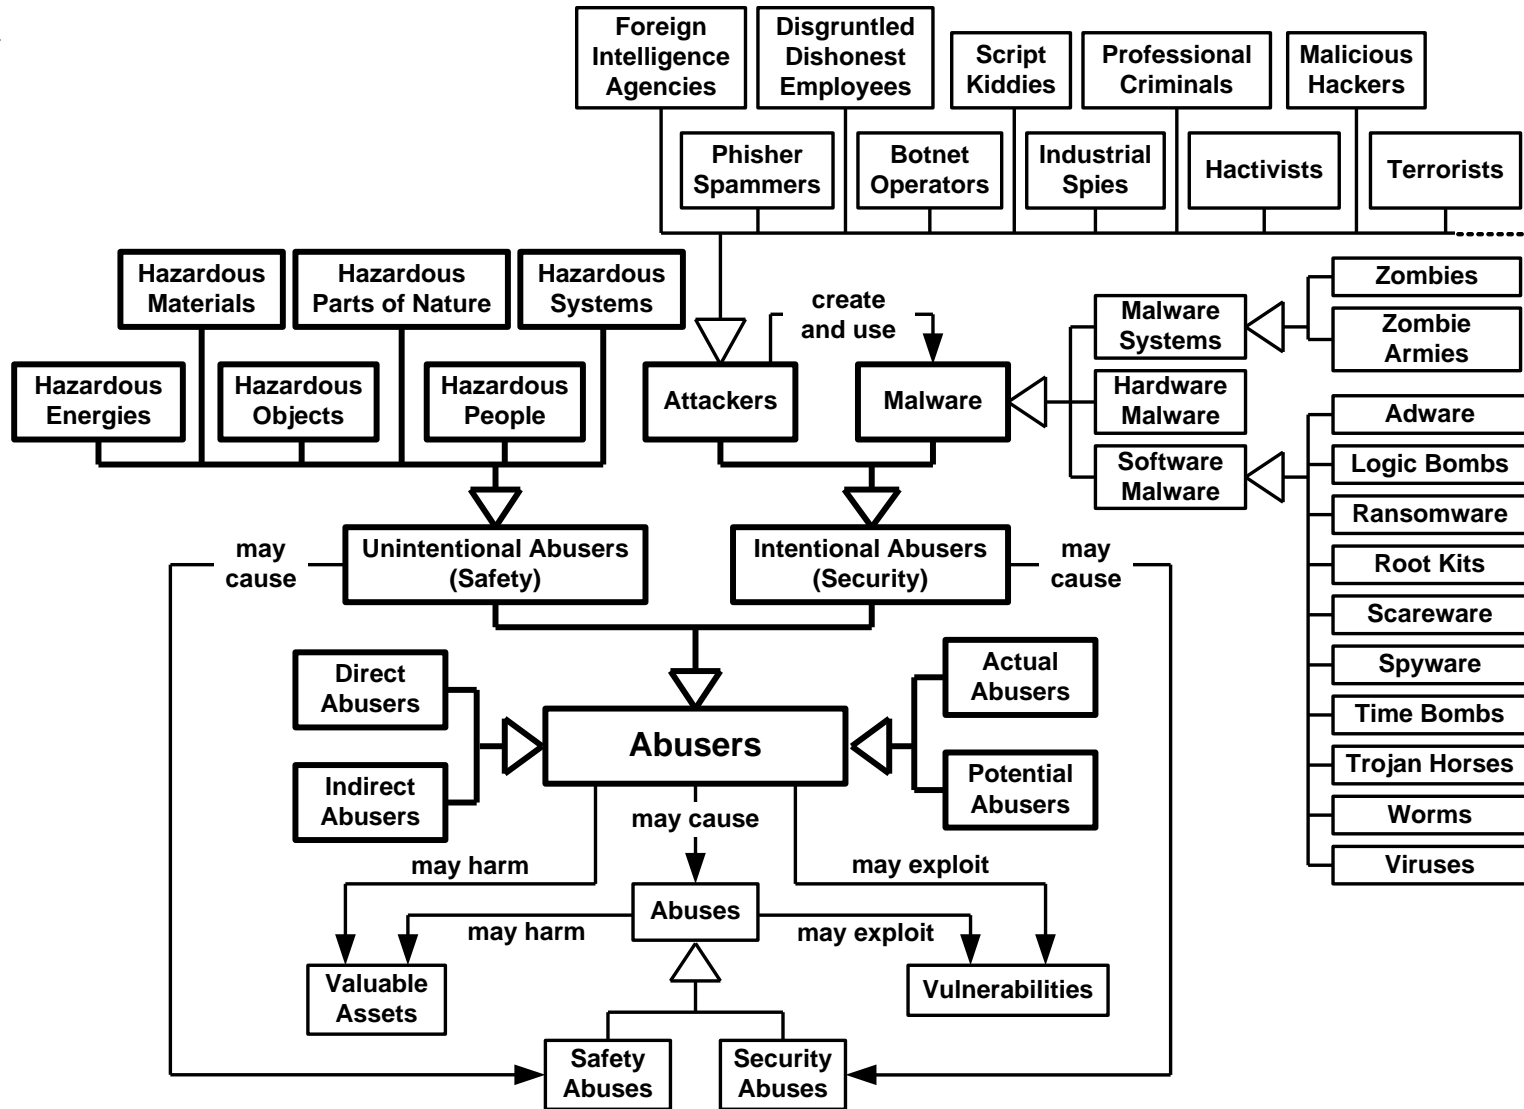 Foreign
Intelligence
Agencies
Disgruntled
Dishonest
Employees
Script
Kiddies
Professional
Criminals
Malicious
Hackers
Phisher
Spammers
Botnet
Operators
Industrial
Spies
Hactivists
Terrorists
Hazardous
Materials
Hazardous
Parts of Nature
Hazardous
Systems
Hazardous
Energies
Hazardous
Objects
Hazardous
People
create
and use
Attackers
Malware
Malware
Systems
Hardware
Malware
Software
Malware
Zombies
Zombie
Armies
Adware
Logic Bombs
Ransomware
Root Kits
Scareware
Spyware
Time Bombs
Trojan Horses
Worms
Viruses
may
cause
Unintentional Abusers
(Safety)
Intentional Abusers
(Security)
may
cause
Direct
Abusers
Indirect
Abusers
Abusers
Actual
Abusers
Potential
Abusers
may cause
may harm
may exploit
Abuses
may harm
may exploit
Valuable
Assets
Vulnerabilities
Safety
Abuses
Security
Abuses